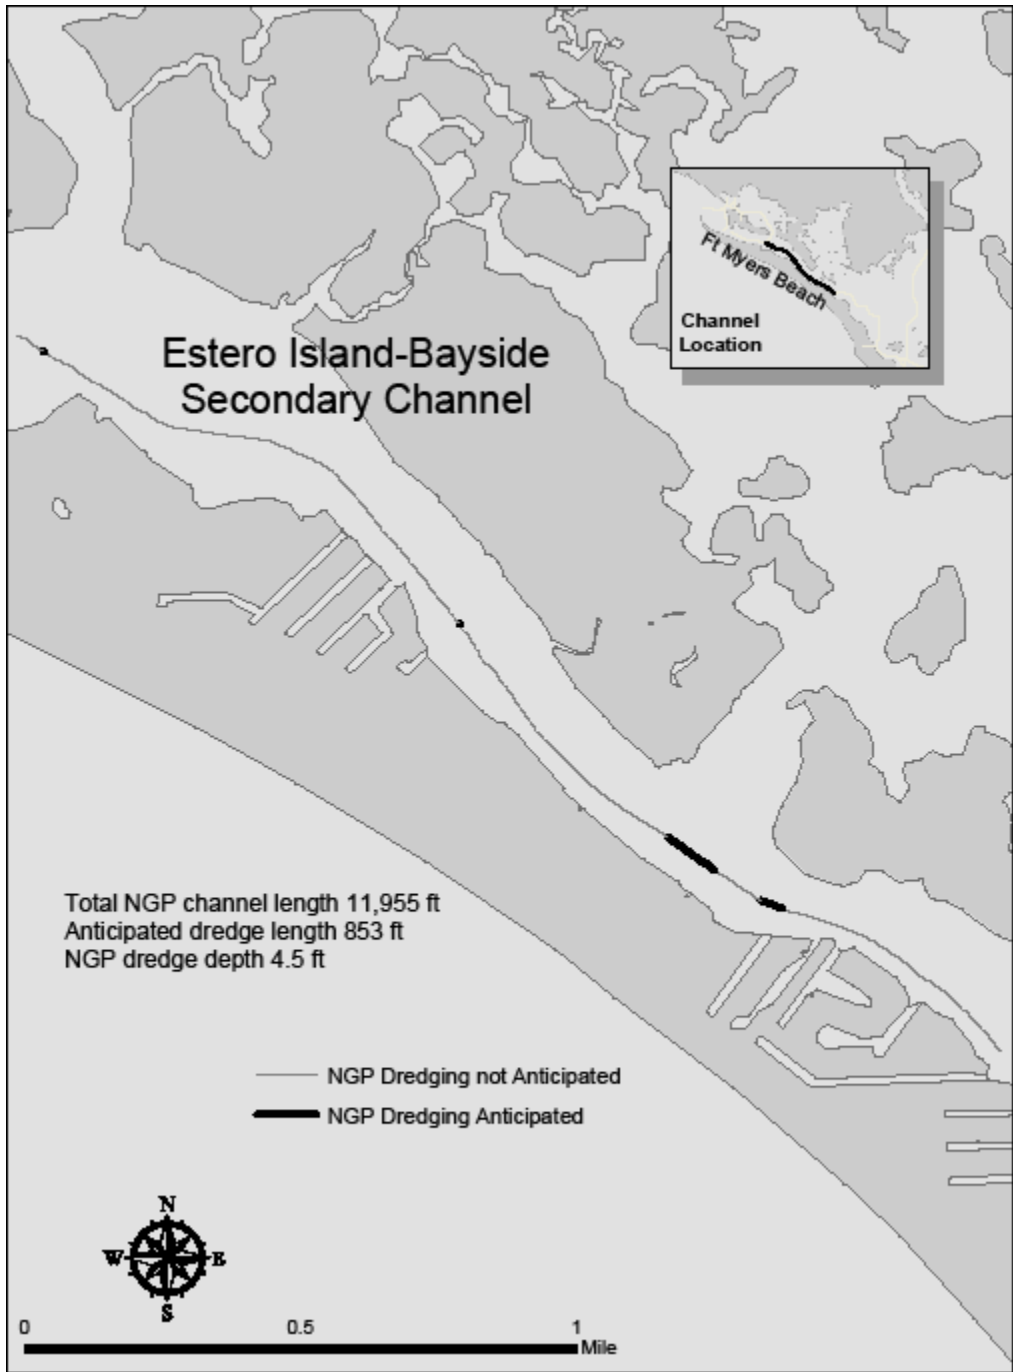 Ft Myers Beach
Channel
Location
Estero Island-Bayside
Secondary Channel
Total NGP channel length 11,955 ft
Anticipated dredge length 853 ft
NGP dredge depth 4.5 ft
NGP Dredging not Anticipated
NGP Dredging Anticipated
N
W E
S
0 0.5 1
Mile